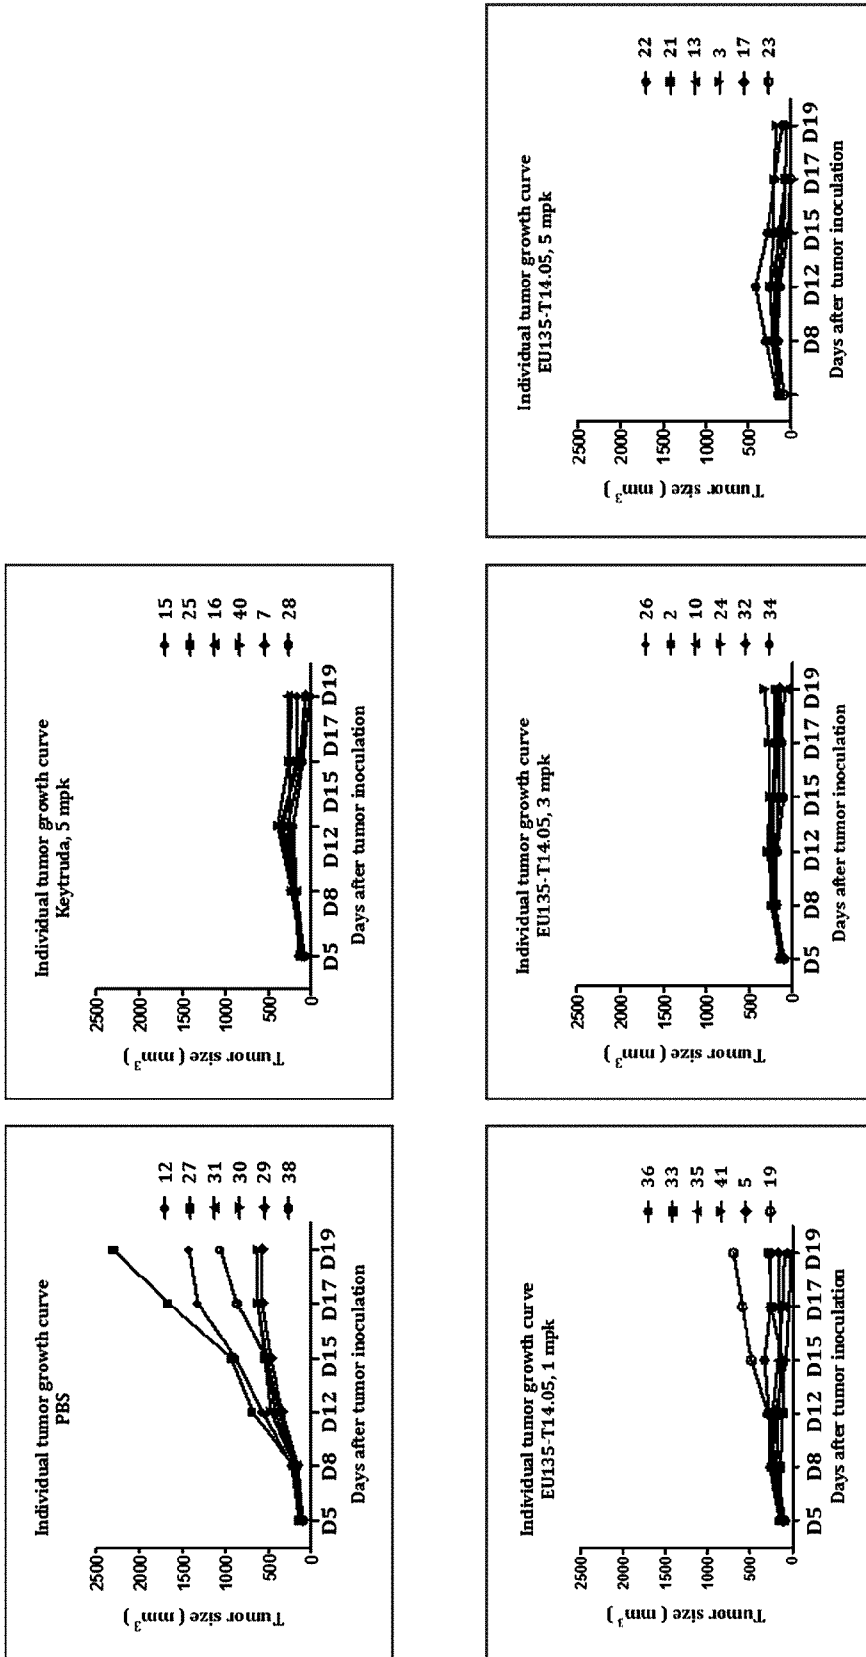 Individual tumor growth curve
PBS
2500
2000
1500
1000
500
0
Tumor size ( mm³ )
D5 D8 D12 D15 D17 D19
Days after tumor inoculation
12
27
31
30
29
38
Individual tumor growth curve
Keytruda, 5 mpk
2500
2000
1500
1000
500
0
Tumor size ( mm³ )
D5 D8 D12 D15 D17 D19
Days after tumor inoculation
15
25
16
40
7
28
Individual tumor growth curve
EU135-T14.05, 1 mpk
2500
2000
1500
1000
500
0
Tumor size ( mm³ )
D5 D8 D12 D15 D17 D19
Days after tumor inoculation
36
33
35
41
5
19
Individual tumor growth curve
EU135-T14.05, 3 mpk
2500
2000
1500
1000
500
0
Tumor size ( mm³ )
D5 D8 D12 D15 D17 D19
Days after tumor inoculation
26
2
10
24
32
34
Individual tumor growth curve
EU135-T14.05, 5 mpk
2500
2000
1500
1000
500
0
Tumor size ( mm³ )
D8 D12 D15 D17 D19
Days after tumor inoculation
22
21
13
3
17
23